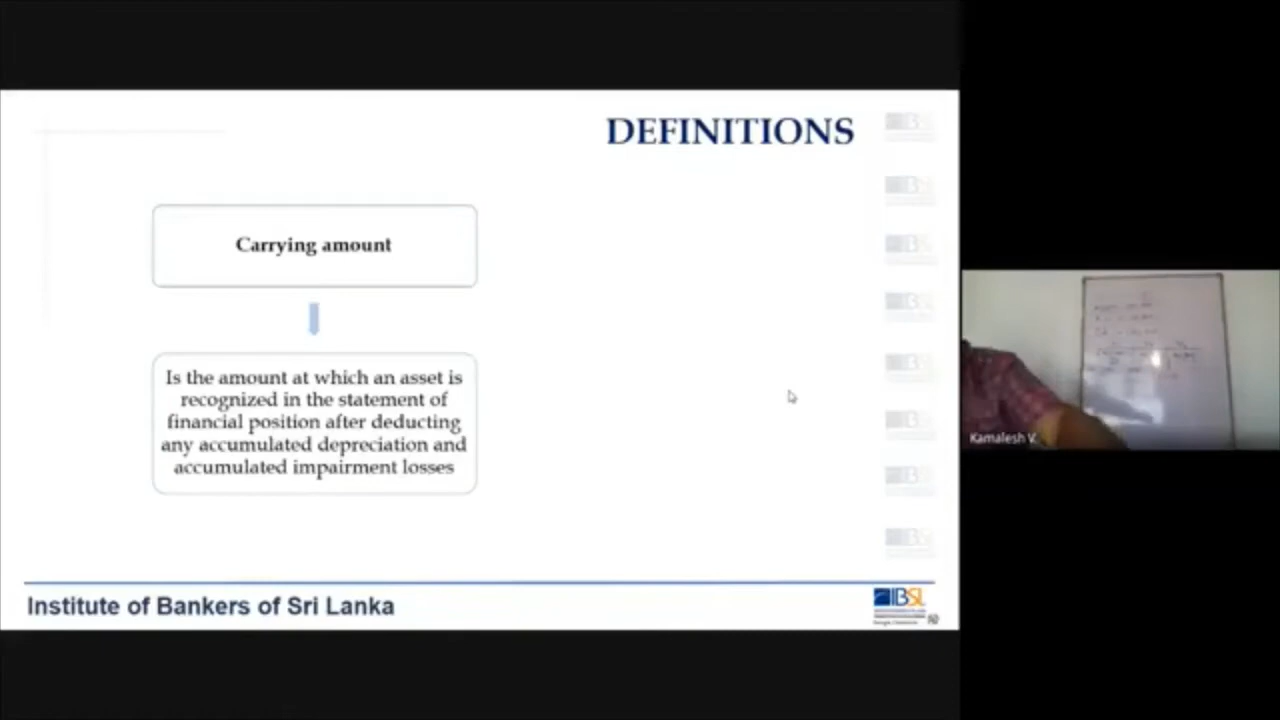 DEFINITIONS
Carrying amount
Is the amount at which an asset is
recognized in the statement of
financial position after deducting
any accumulated depreciation and
accumulated impairment losses
Institute of Bankers of Sri Lanka
IBSL
Kamalesh V.